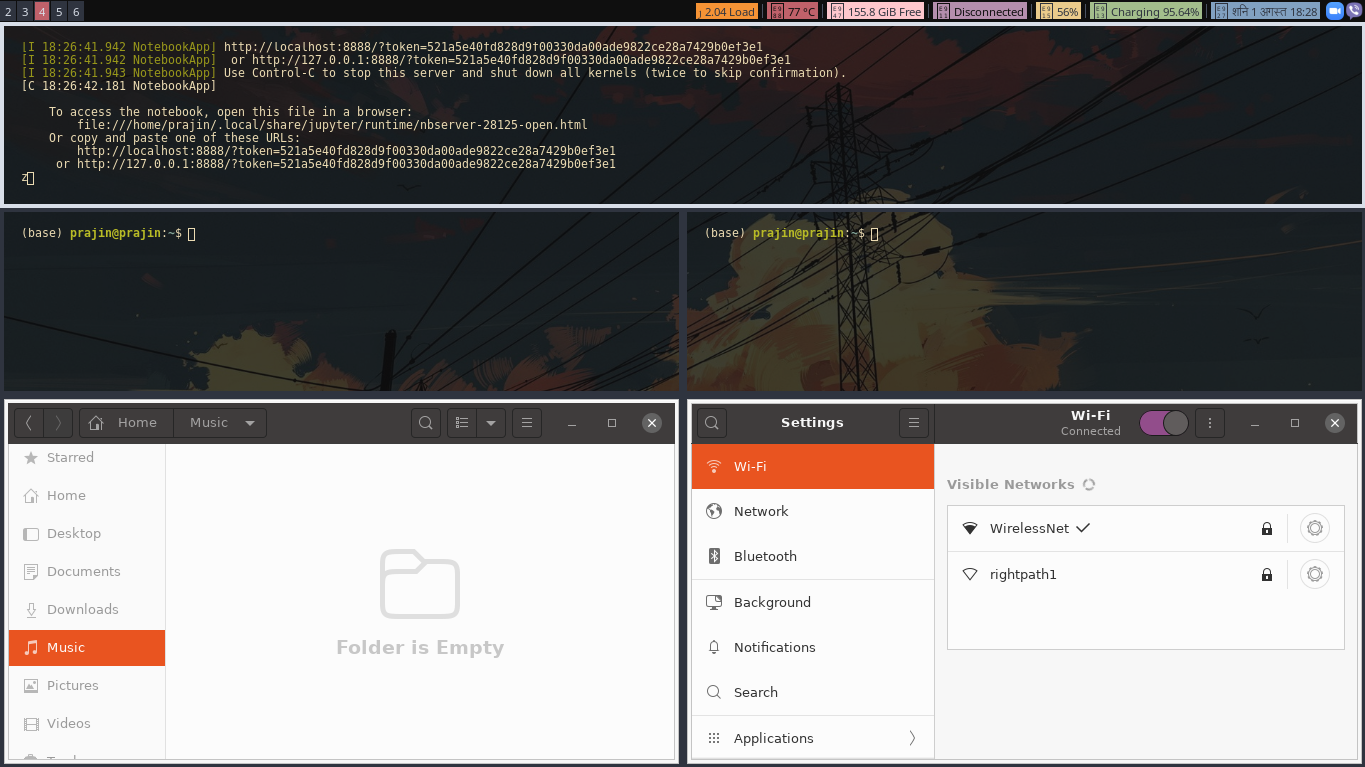 2 3 4 5 6
2.04 Load 77 °C 155.8 GiB Free Disconnected 56% Charging 95.64% शनि 1 अगस्त 18:28
[I 18:26:41.942 NotebookApp] http://localhost:8888/?token=521a5e40fd828d9f00330da00ade9822ce28a7429b0ef3e1
[I 18:26:41.942 NotebookApp]  or http://127.0.0.1:8888/?token=521a5e40fd828d9f00330da00ade9822ce28a7429b0ef3e1
[I 18:26:41.943 NotebookApp] Use Control-C to stop this server and shut down all kernels (twice to skip confirmation).
[C 18:26:42.181 NotebookApp]
To access the notebook, open this file in a browser:
file:///home/prajin/.local/share/jupyter/runtime/nbserver-28125-open.html
Or copy and paste one of these URLs:
http://localhost:8888/?token=521a5e40fd828d9f00330da00ade9822ce28a7429b0ef3e1
or http://127.0.0.1:8888/?token=521a5e40fd828d9f00330da00ade9822ce28a7429b0ef3e1
z
(base) prajin@prajin:~$
(base) prajin@prajin:~$
Home Music
Starred
Home
Desktop
Documents
Downloads
Music
Pictures
Videos
Folder is Empty
Settings
Wi-Fi
Connected
Wi-Fi
Network
Bluetooth
Background
Notifications
Search
Applications
Visible Networks
WirelessNet
rightpath1